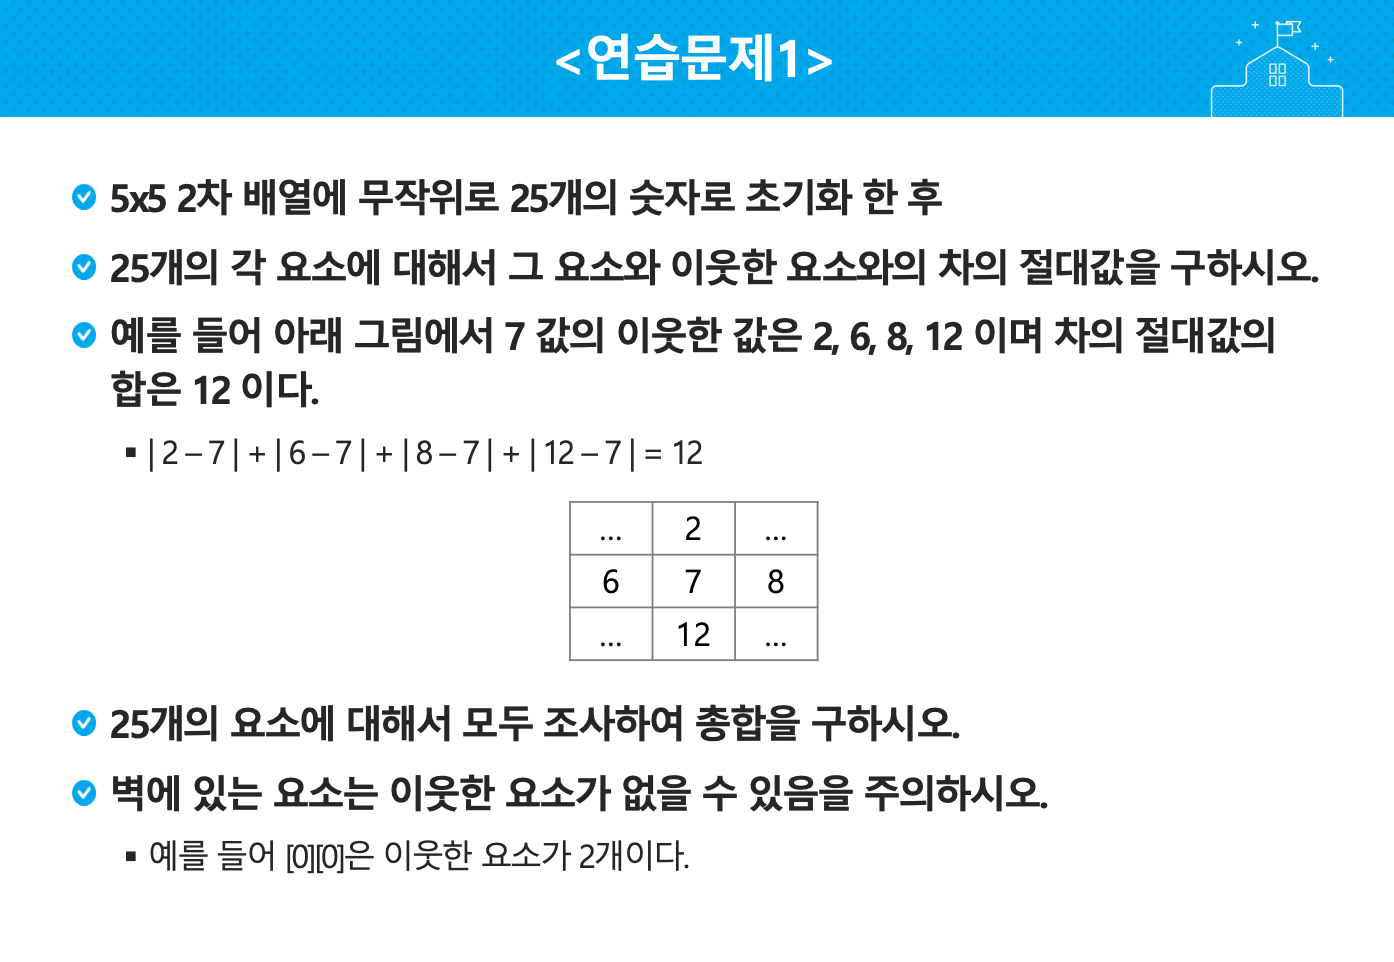 <연습문제1>
5x5 2차 배열에 무작위로 25개의 숫자로 초기화 한 후
25개의 각 요소에 대해서 그 요소와 이웃한 요소와의 차의 절대값을 구하시오.
예를 들어 아래 그림에서 7 값의 이웃한 값은 2, 6, 8, 12 이며 차의 절대값의
합은 12 이다.
▪ | 2 – 7 | + | 6 – 7 | + | 8 – 7 | + | 12 – 7 | = 12
... 2 ...
6 7 8
... 12 ...
25개의 요소에 대해서 모두 조사하여 총합을 구하시오.
벽에 있는 요소는 이웃한 요소가 없을 수 있음을 주의하시오.
▪ 예를 들어 [0][0]은 이웃한 요소가 2개이다.